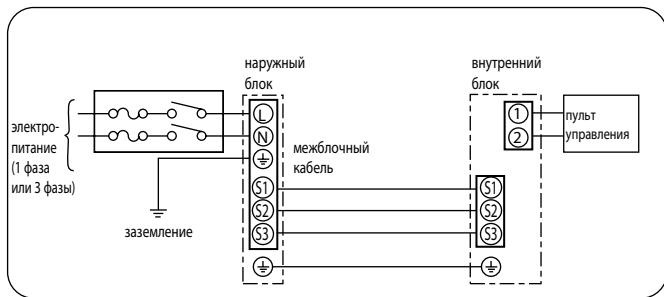 наружный
блок
внутренний
блок
электро-
питание
(1 фаза
или 3 фазы)
L
N
S1
S2
S3
заземление
межблочный
кабель
1
2
S1
S2
S3
пульт
управления